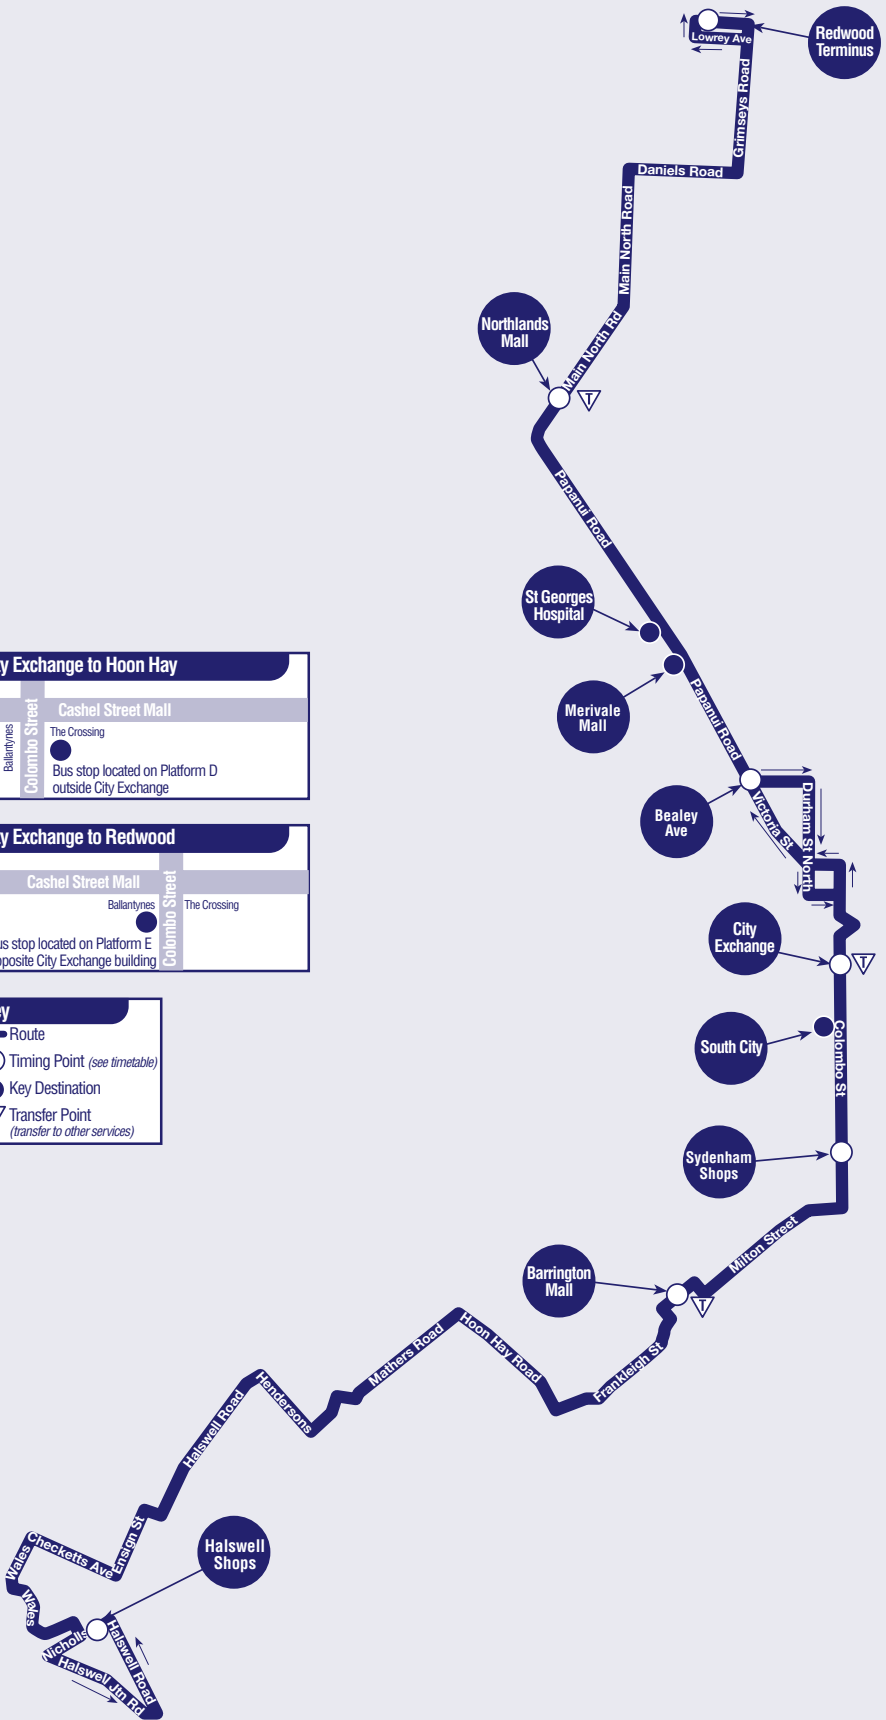 Redwood
Terminus
Lowrey Ave
Grimseys Road
Daniels Road
Main North Road
Main North Rd
Northlands
Mall
T
Papanui Road
St Georges
Hospital
Merivale
Mall
Papanui Road
Bealey
Ave
Victoria St
Durham St North
City
Exchange
T
South City
Colombo St
Sydenham
Shops
Milton Street
Barrington
Mall
T
Frankleigh St
Hoon Hay Road
Mathers Road
Hendersons
Halswell Road
Ensign St
Checketts Ave
Wales
Wales
Halswell
Shops
Nicholls
Halswell Road
Halswell Jtn Rd
y Exchange to Hoon Hay
Cashel Street Mall
Colombo Street
Ballantynes
The Crossing
Bus stop located on Platform D
outside City Exchange
y Exchange to Redwood
Cashel Street Mall
Colombo Street
Ballantynes
The Crossing
us stop located on Platform E
pposite City Exchange building
ey
Route
Timing Point (see timetable)
Key Destination
Transfer Point
(transfer to other services)